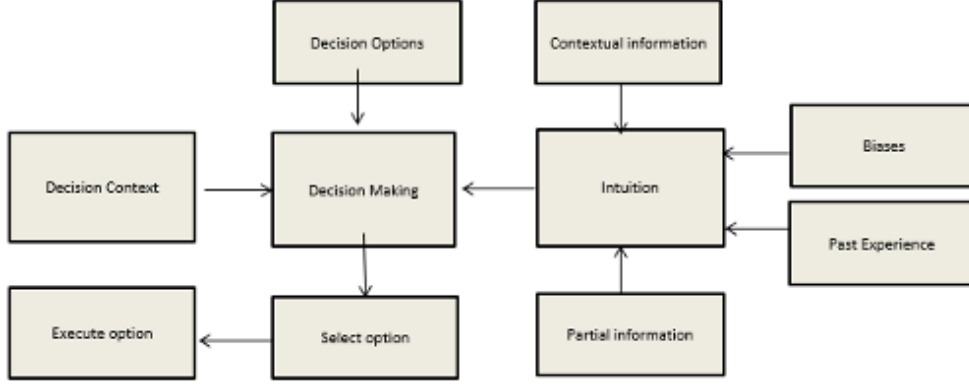 Decision Options
Contextual information
Biases
Decision Context
Decision Making
Intuition
Past Experience
Execute option
Select option
Partial information